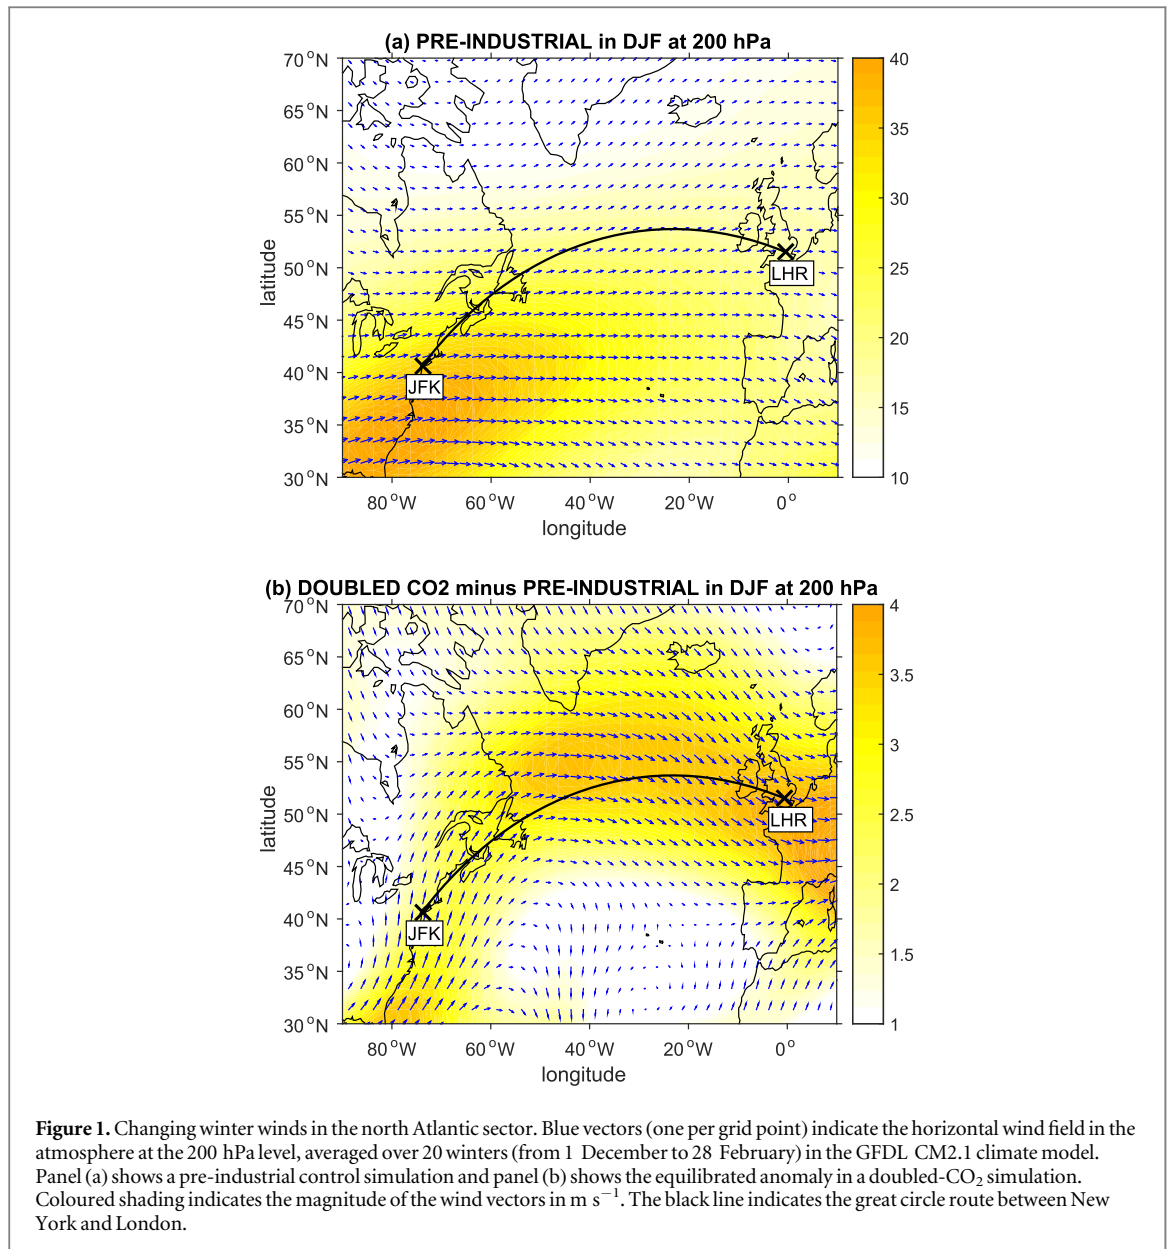 (a) PRE-INDUSTRIAL in DJF at 200 hPa
70°N
65°N
60°N
55°N
50°N
45°N
40°N
35°N
30°N
latitude
JFK
LHR
80°W
60°W
40°W
20°W
0°
longitude
40
35
30
25
20
15
10
(b) DOUBLED CO2 minus PRE-INDUSTRIAL in DJF at 200 hPa
70°N
65°N
60°N
55°N
50°N
45°N
40°N
35°N
30°N
latitude
JFK
LHR
80°W
60°W
40°W
20°W
0°
longitude
4
3.5
3
2.5
2
1.5
1
Figure 1. Changing winter winds in the north Atlantic sector. Blue vectors (one per grid point) indicate the horizontal wind field in the
atmosphere at the 200 hPa level, averaged over 20 winters (from 1 December to 28 February) in the GFDL CM2.1 climate model.
Panel (a) shows a pre-industrial control simulation and panel (b) shows the equilibrated anomaly in a doubled-CO₂ simulation.
Coloured shading indicates the magnitude of the wind vectors in m s⁻¹. The black line indicates the great circle route between New
York and London.